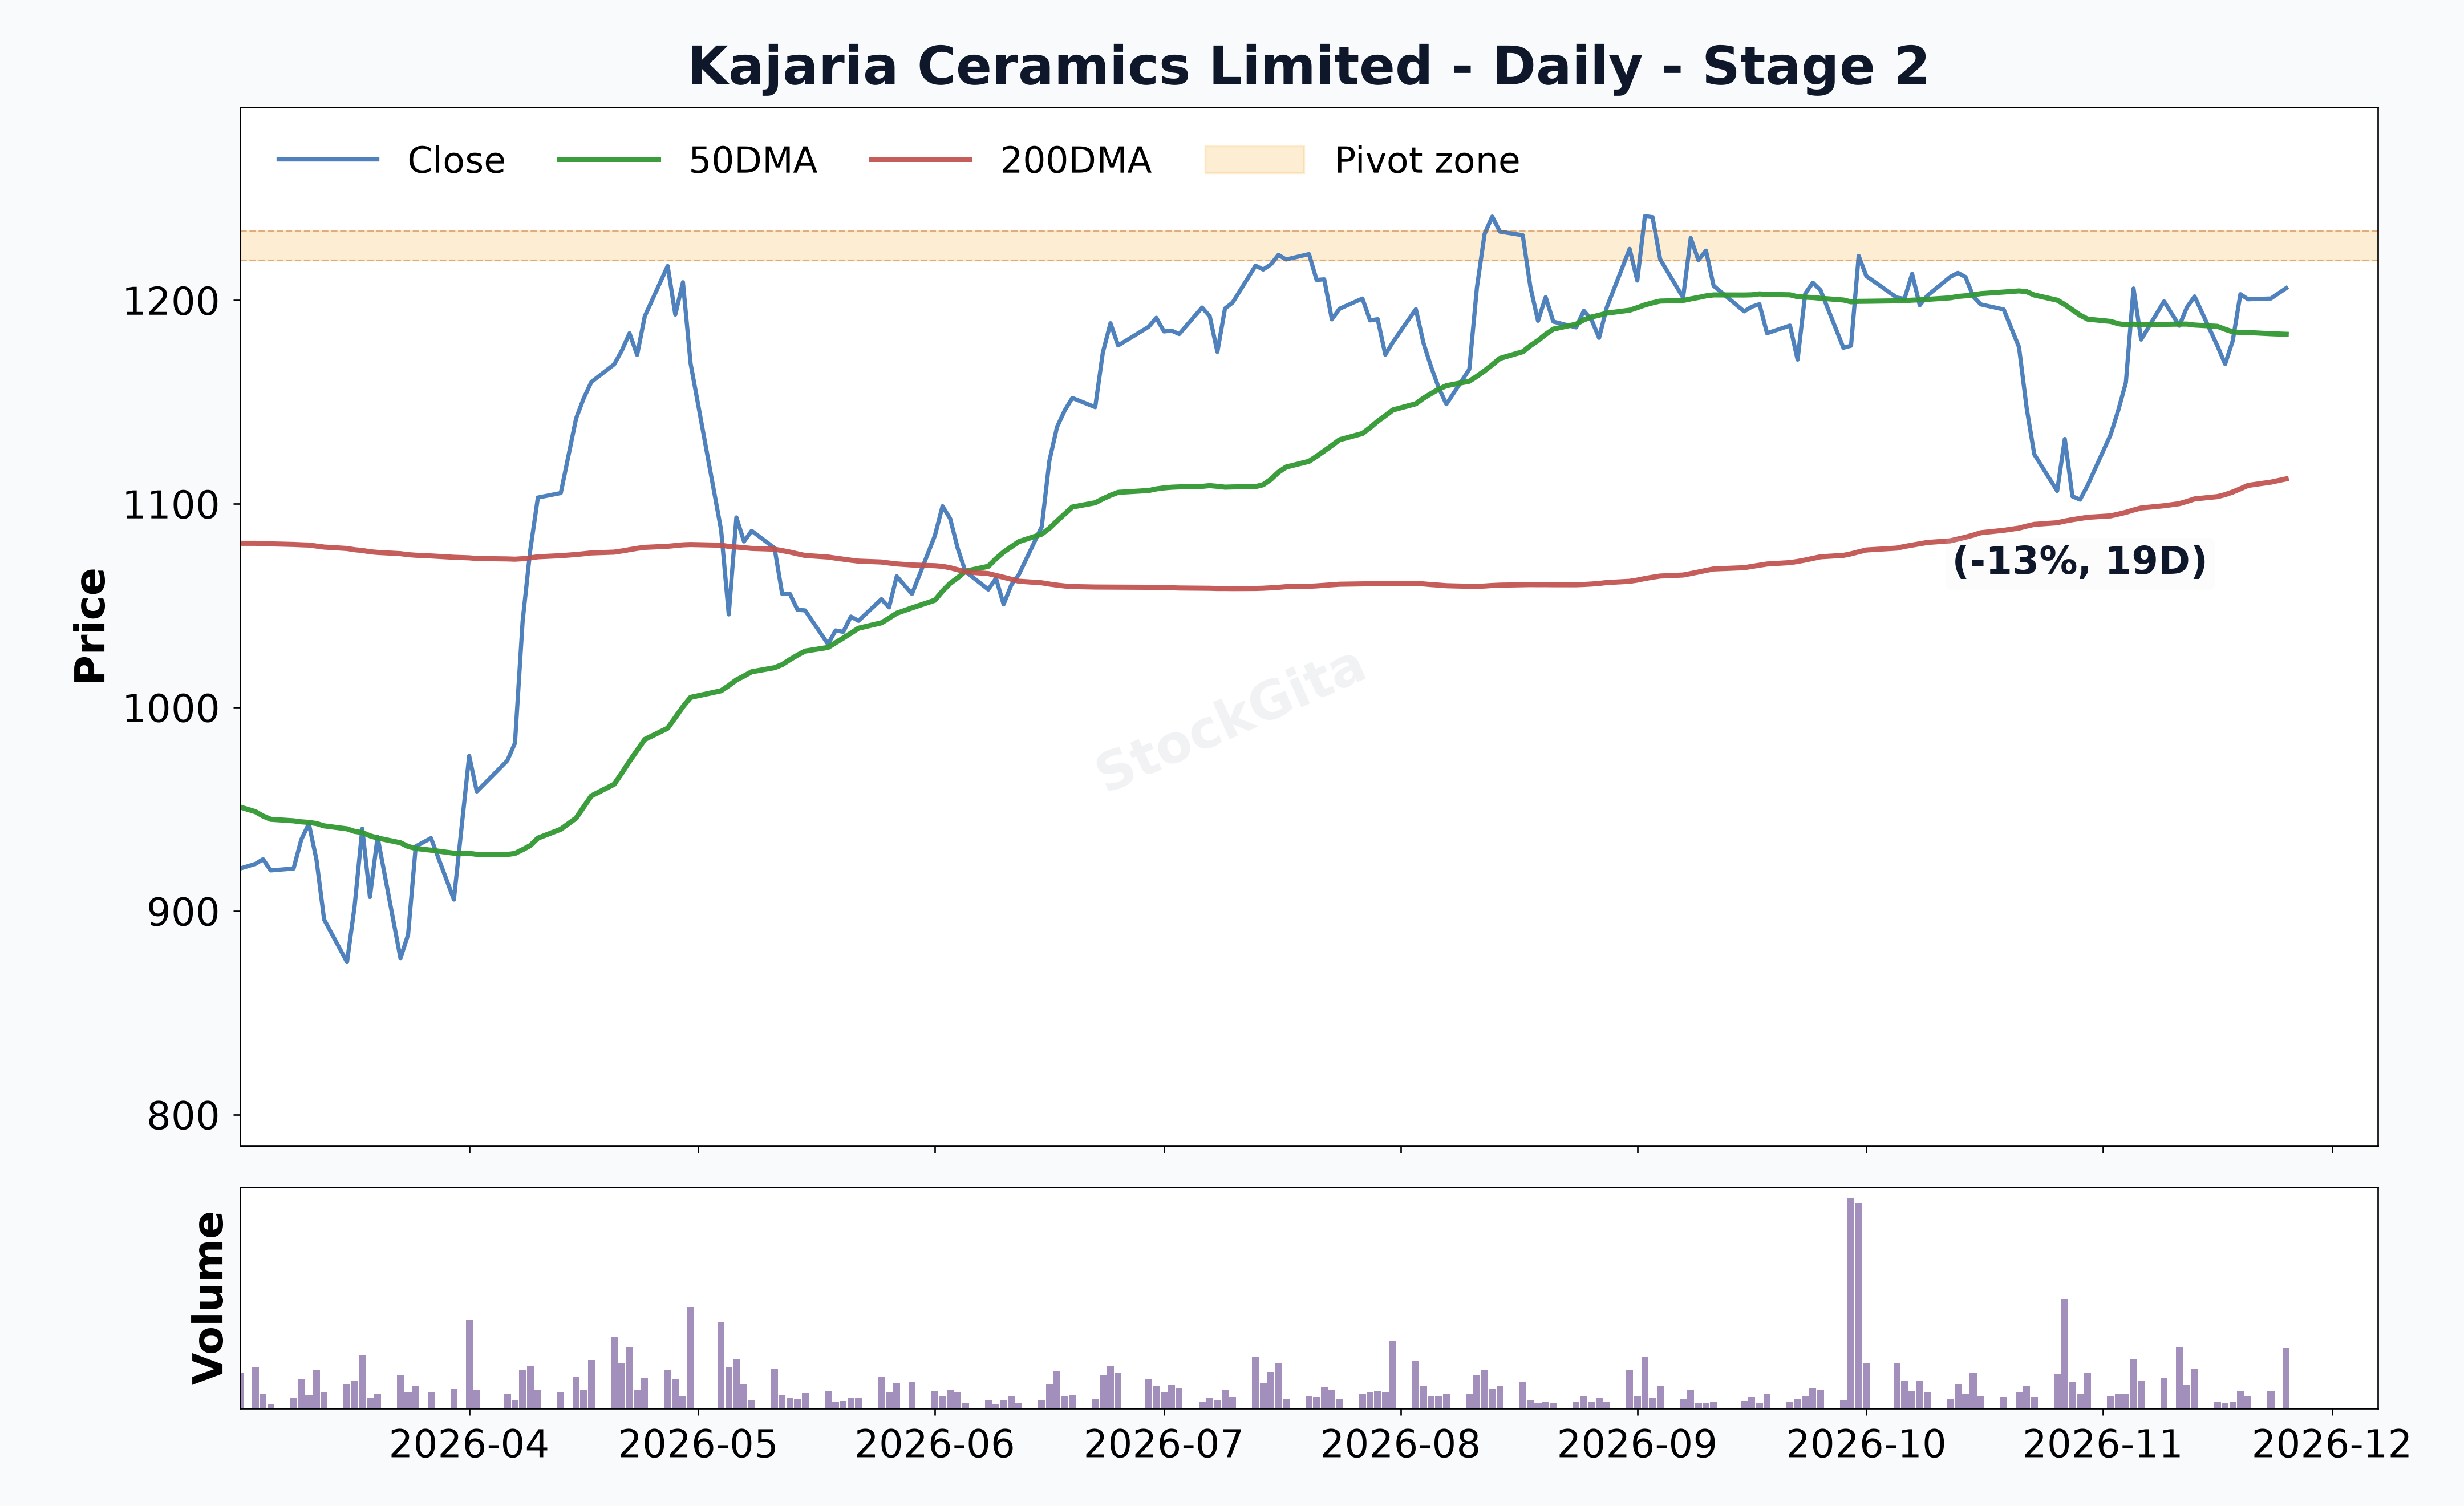 Kajaria Ceramics Limited - Daily - Stage 2
Close 50DMA 200DMA Pivot zone
1200
1100
1000
900
800
Price
(-13%, 19D)
StockGita
Volume
2026-04 2026-05 2026-06 2026-07 2026-08 2026-09 2026-10 2026-11 2026-12